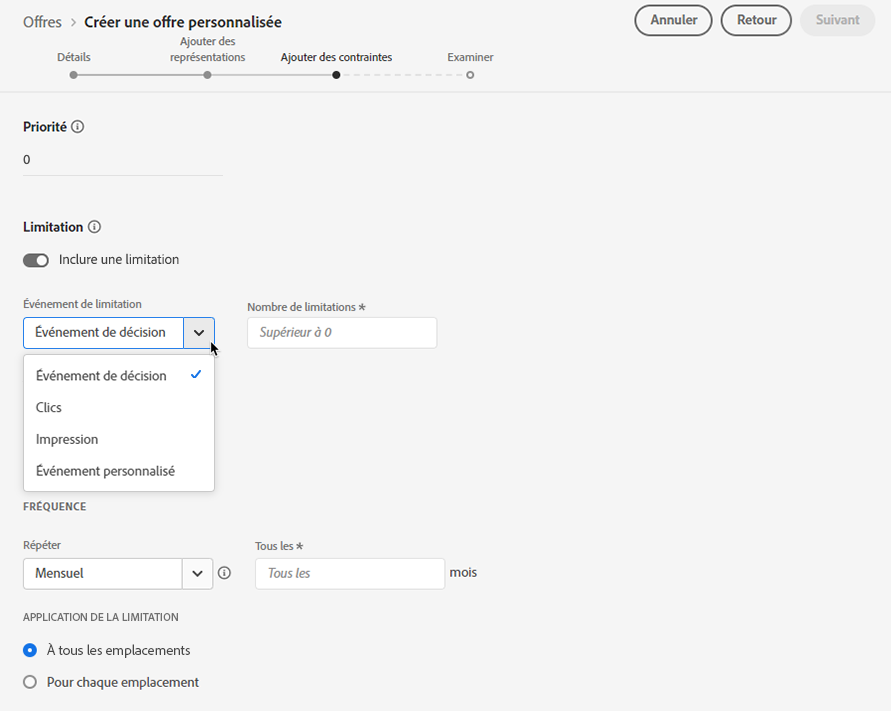 Offres > Créer une offre personnalisée
Annuler
Retour
Suivant
Détails
Ajouter des
représentations
Ajouter des contraintes
Examiner
Priorité
0
Limitation
Inclure une limitation
Événement de limitation
Nombre de limitations *
Événement de décision
Supérieur à 0
Événement de décision
Clics
Impression
Événement personnalisé
FRÉQUENCE
Répéter
Tous les *
Mensuel
Tous les
mois
APPLICATION DE LA LIMITATION
À tous les emplacements
Pour chaque emplacement